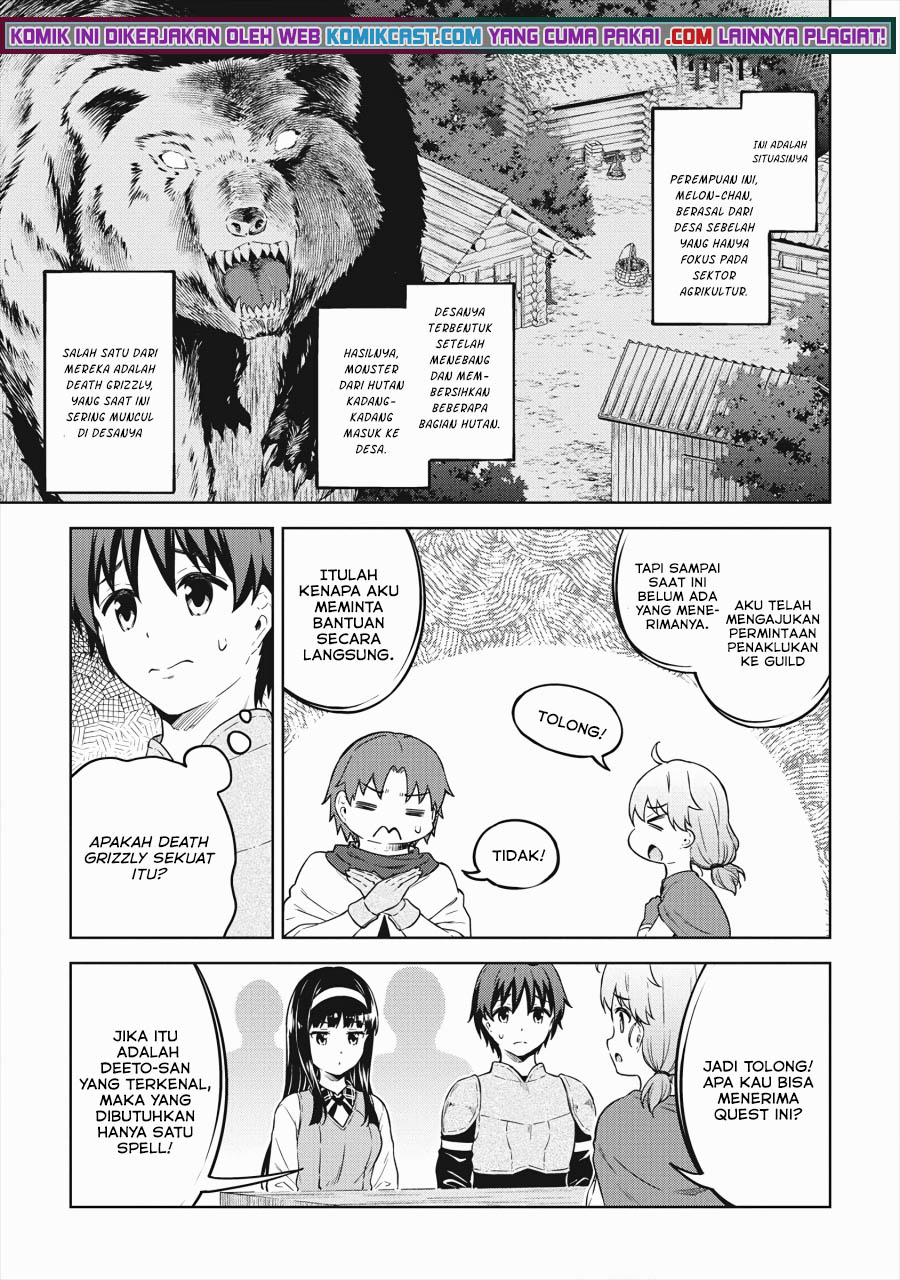 KOMIK INI DIKERJAKAN OLEH WEB KOMIKCAST.COM YANG CUMA PAKAI .COM LAINNYA PLAGIAT!
INI ADALAH
SITUASINYA
PEREMPUAN INI,
MELON-CHAN,
BERASAL DARI
DESA SEBELAH
YANG HANYA
FOKUS PADA
SEKTOR
AGRIKULTUR.
DESANYA
TERBENTUK
SETELAH
MENEBANG
DAN MEM-
BERSIHKAN
BEBERAPA
BAGIAN HUTAN.
HASILNYA,
MONSTER
DARI HUTAN
KADANG-
KADANG
MASUK KE
DESA.
SALAH SATU DARI
MEREKA ADALAH
DEATH GRIZZLY,
YANG SAAT INI
SERING MUNCUL
DI DESANYA
AKU TELAH
MENGAJUKAN
PERMINTAAN
PENAKLUKAN
KE GUILD
TAPI SAMPAI
SAAT INI
BELUM ADA
YANG MENE-
RIMANYA.
ITULAH
KENAPA AKU
MEMINTA
BANTUAN
SECARA
LANGSUNG.
TOLONG!
TIDAK!
APAKAH DEATH
GRIZZLY SEKUAT
ITU?
JADI TOLONG!
APA KAU BISA
MENERIMA
QUEST INI?
JIKA ITU
ADALAH
DEETO-SAN
YANG TERKENAL,
MAKA YANG
DIBUTUHKAN
HANYA SATU
SPELL!